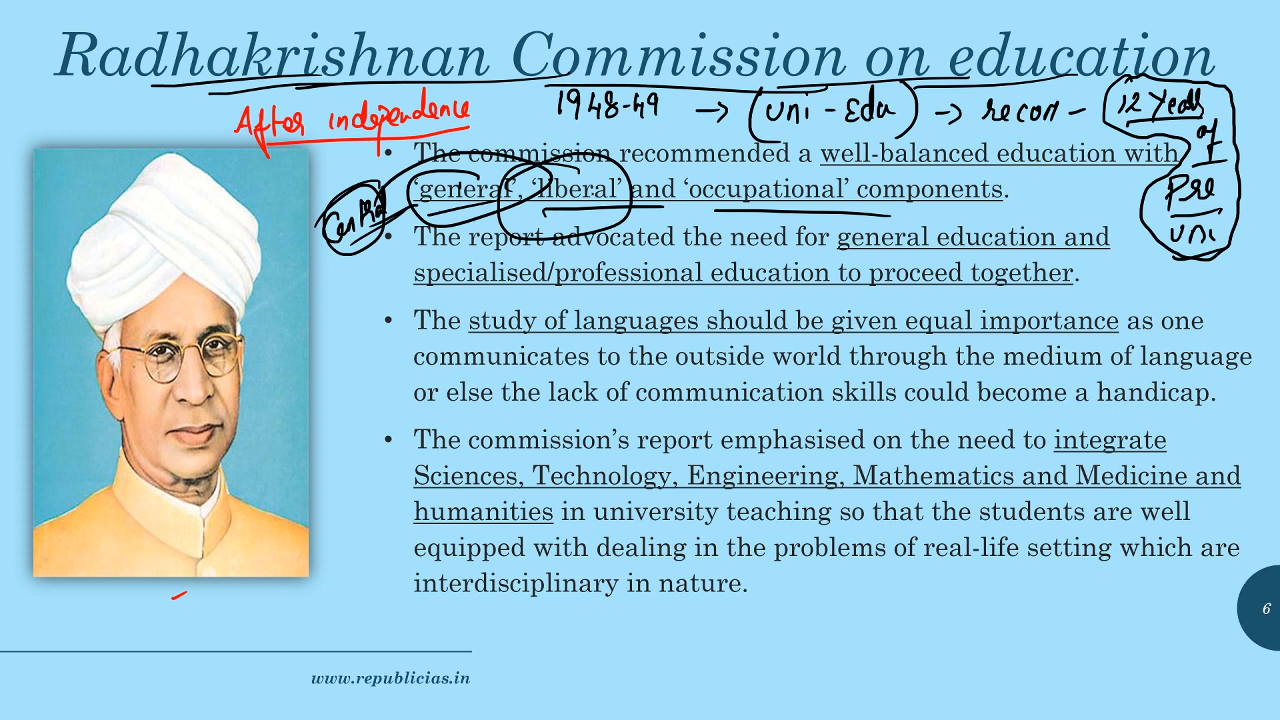 Radhakrishnan Commission on education
After independence
1948-49 → (uni - Edu) → recom - 12 Years
of
Pre
uni
• The commission recommended a well-balanced education with
‘general’, ‘liberal’ and ‘occupational’ components.
• The report advocated the need for general education and
specialised/professional education to proceed together.
• The study of languages should be given equal importance as one
communicates to the outside world through the medium of language
or else the lack of communication skills could become a handicap.
• The commission’s report emphasised on the need to integrate
Sciences, Technology, Engineering, Mathematics and Medicine and
humanities in university teaching so that the students are well
equipped with dealing in the problems of real-life setting which are
interdisciplinary in nature.
6
www.republicias.in